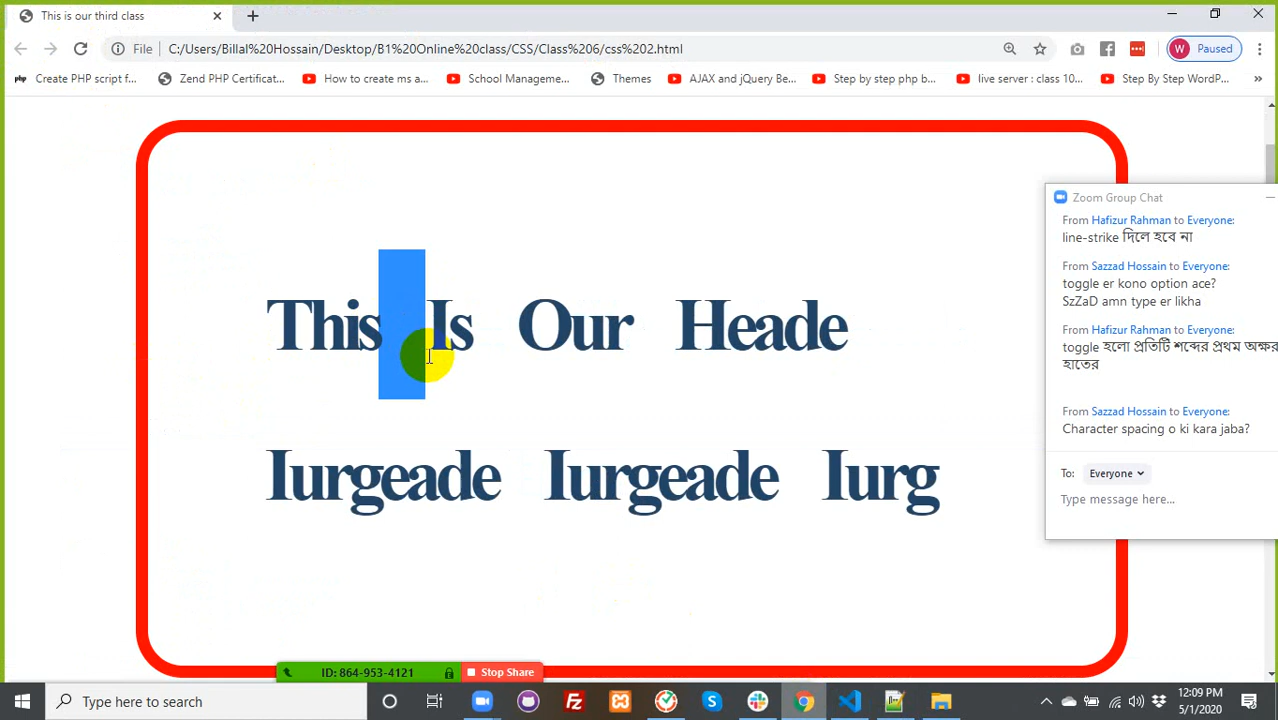 This is our third class
File
C:/Users/Billal%20Hossain/Desktop/B1%20Online%20class/CSS/Class%206/css%202.html
W Paused
php Create PHP script f...
Zend PHP Certificat...
How to create ms a...
School Manageme...
Themes
AJAX and jQuery Be...
Step by step php b...
live server : class 10...
Step By Step WordP...
This Is Our Heade
Iurgeade Iurgeade Iurg
Zoom Group Chat
From Hafizur Rahman to Everyone:
line-strike দিলে হবে না
From Sazzad Hossain to Everyone:
toggle er kono option ace?
SzZaD amn type er likha
From Hafizur Rahman to Everyone:
toggle হলো প্রতিটি শব্দের প্রথম অক্ষর
হাতের
From Sazzad Hossain to Everyone:
Character spacing o ki kara jaba?
To: Everyone
Type message here...
ID: 864-953-4121
Stop Share
Type here to search
12:09 PM
5/1/2020